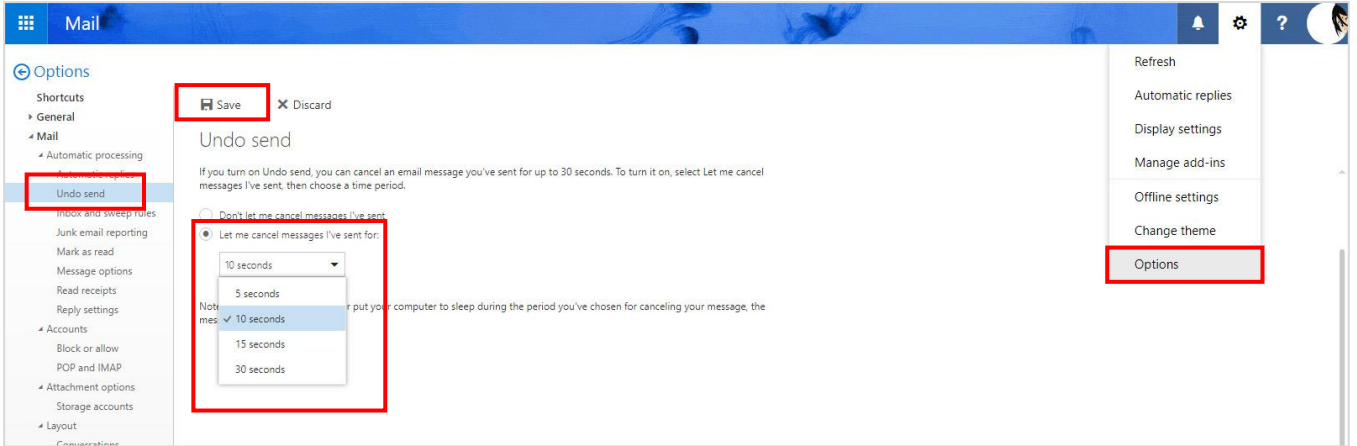 Mail
?
Options
Shortcuts
General
Mail
Automatic processing
Automatic replies
Undo send
Inbox and sweep rules
Junk email reporting
Mark as read
Message options
Read receipts
Reply settings
Accounts
Block or allow
POP and IMAP
Attachment options
Storage accounts
Layout
Conversations
Save
Discard
Undo send
If you turn on Undo send, you can cancel an email message you've sent for up to 30 seconds. To turn it on, select Let me cancel
messages I've sent, then choose a time period.
Don't let me cancel messages I've sent
Let me cancel messages I've sent for:
10 seconds
5 seconds
10 seconds
15 seconds
30 seconds
Note r put your computer to sleep during the period you've chosen for canceling your message, the
mes
Refresh
Automatic replies
Display settings
Manage add-ins
Offline settings
Change theme
Options